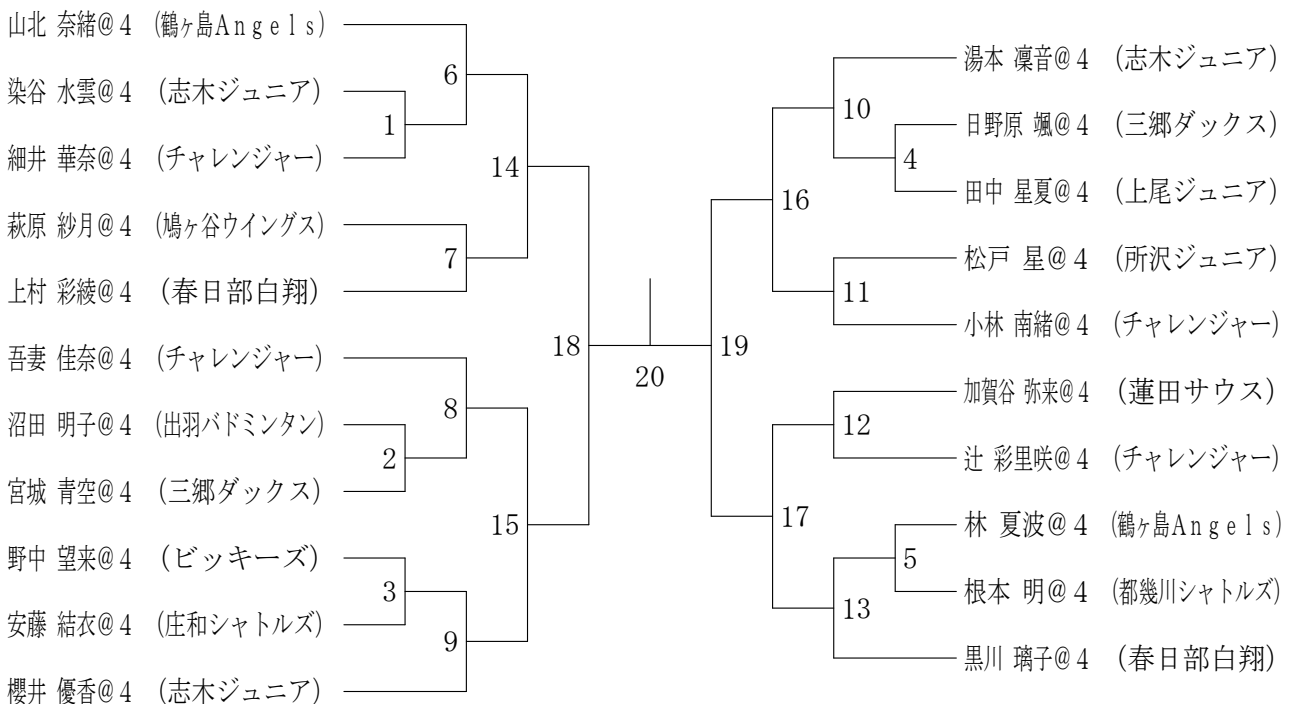 山北 奈緒@４ (鶴ヶ島Ａｎｇｅｌｓ)
染谷 水雲@４ (志木ジュニア)
細井 華奈@４ (チャレンジャー)
萩原 紗月@４ (鳩ヶ谷ウイングス)
上村 彩綾@４ (春日部白翔)
吾妻 佳奈@４ (チャレンジャー)
沼田 明子@４ (出羽バドミンタン)
宮城 青空@４ (三郷ダックス)
野中 望来@４ (ビッキーズ)
安藤 結衣@４ (庄和シャトルズ)
櫻井 優香@４ (志木ジュニア)
1
2
3
6
7
8
9
14
15
18
20
19
16
17
10
11
12
13
4
5
湯本 凜音@４ (志木ジュニア)
日野原 颯@４ (三郷ダックス)
田中 星夏@４ (上尾ジュニア)
松戸 星@４ (所沢ジュニア)
小林 南緒@４ (チャレンジャー)
加賀谷 弥来@４ (蓮田サウス)
辻 彩里咲@４ (チャレンジャー)
林 夏波@４ (鶴ヶ島Ａｎｇｅｌｓ)
根本 明@４ (都幾川シャトルズ)
黒川 璃子@４ (春日部白翔)